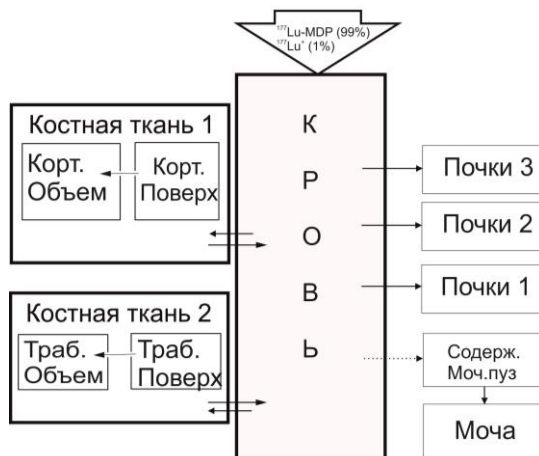 ¹⁷⁷Lu-MDP (99%)
¹⁷⁷Lu⁺ (1%)
Костная ткань 1
Корт.
Объем
Корт.
Поверх
К
Р
О
В
Ь
Почки 3
Почки 2
Почки 1
Костная ткань 2
Траб.
Объем
Траб.
Поверх
Содерж.
Моч.пуз
Моча